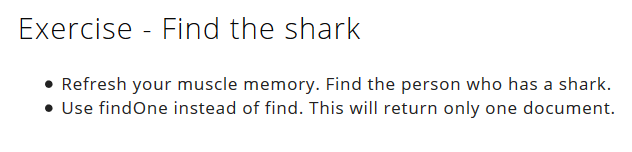 Exercise - Find the shark
Refresh your muscle memory. Find the person who has a shark.
Use findOne instead of find. This will return only one document.